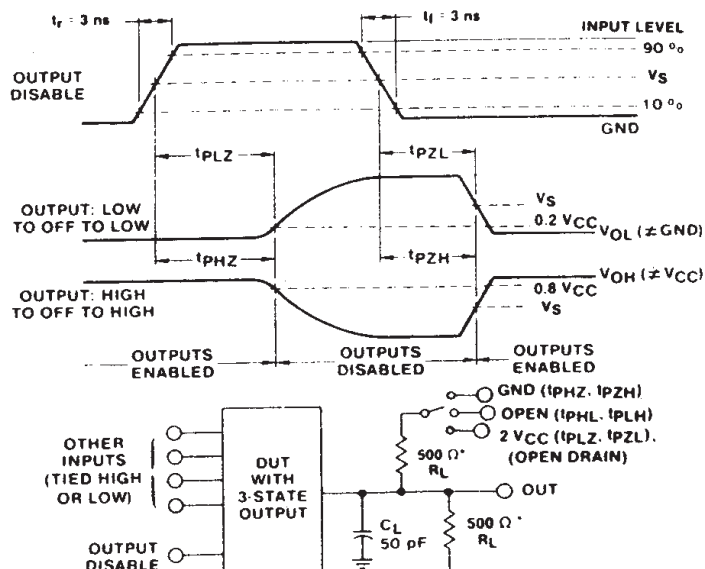 tr = 3 ns
tf = 3 ns
INPUT LEVEL
90 %
OUTPUT
DISABLE
VS
10 %
GND
tPLZ
tPZL
VS
OUTPUT: LOW
TO OFF TO LOW
0.2 VCC
VOL (≠ GND)
tPHZ
tPZH
VOH (≠ VCC)
OUTPUT: HIGH
TO OFF TO HIGH
0.8 VCC
VS
OUTPUTS
ENABLED
OUTPUTS
DISABLED
OUTPUTS
ENABLED
GND (tPHZ, tPZH)
OPEN (tPHL, tPLH)
2 VCC (tPLZ, tPZL),
(OPEN DRAIN)
OTHER
INPUTS
(TIED HIGH
OR LOW)
DUT
WITH
3-STATE
OUTPUT
500 Ω*
RL
OUT
CL
50 pF
500 Ω*
RL
OUTPUT
DISABLE